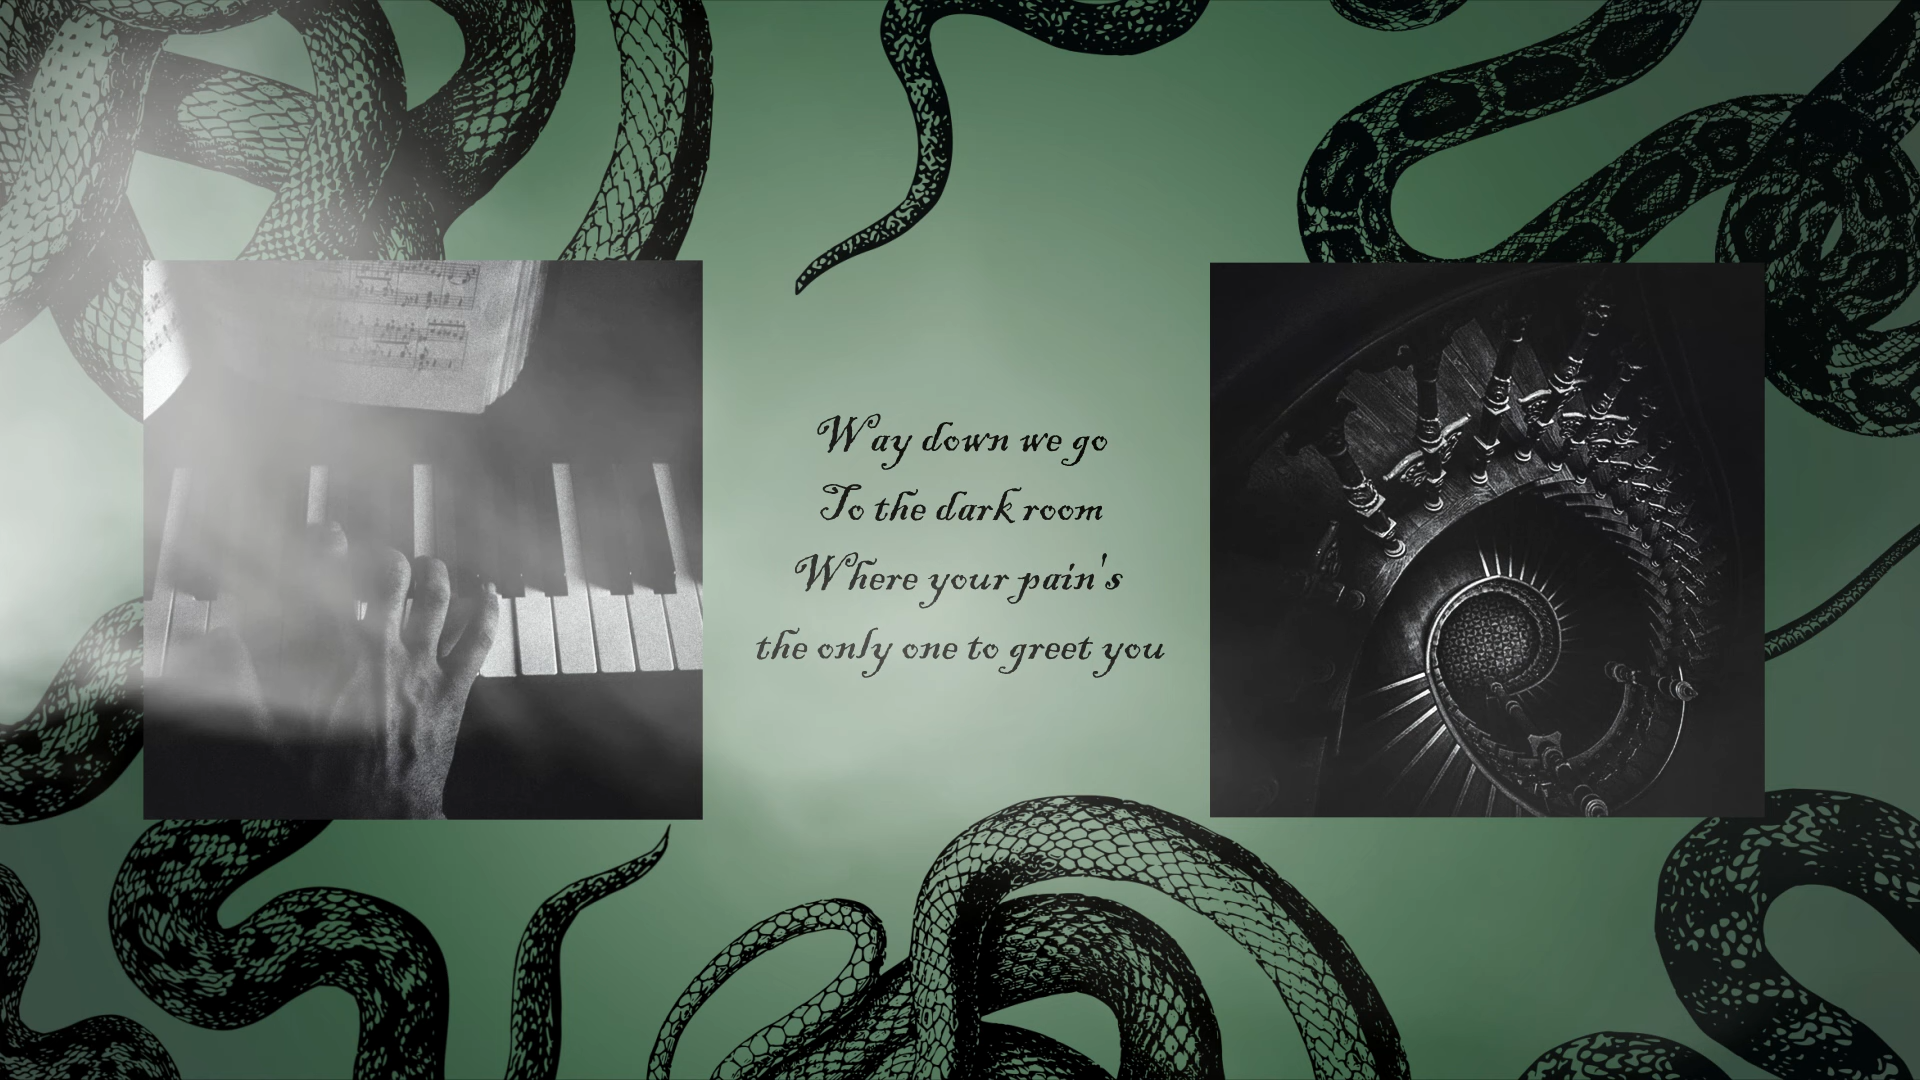 Way down we go
To the dark room
Where your pain's
the only one to greet you